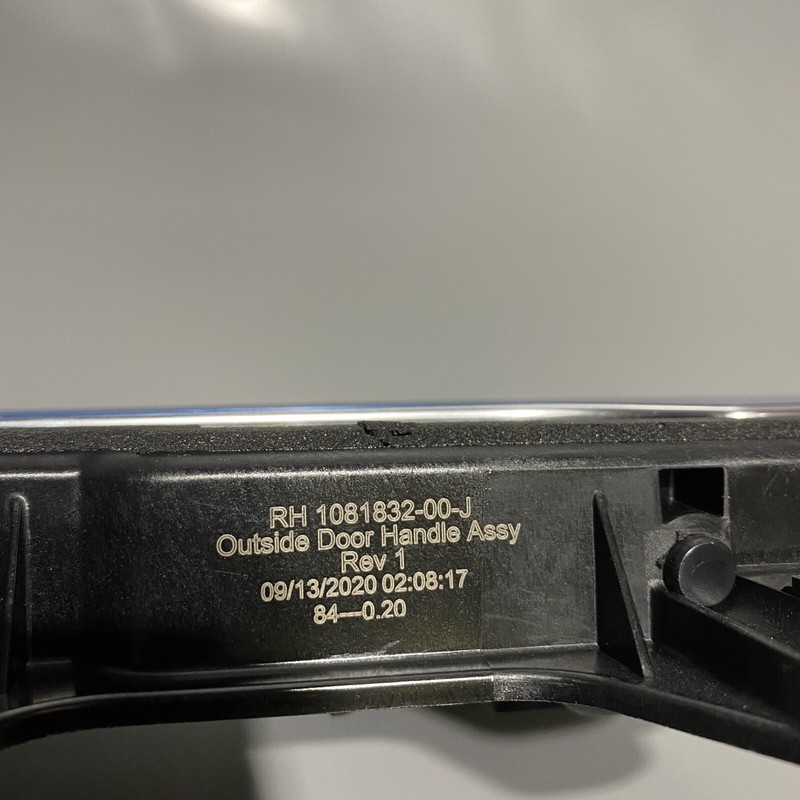 RH 1081832-00-J
Outside Door Handle Assy
Rev 1
09/13/2020 02:08:17
84—0.20